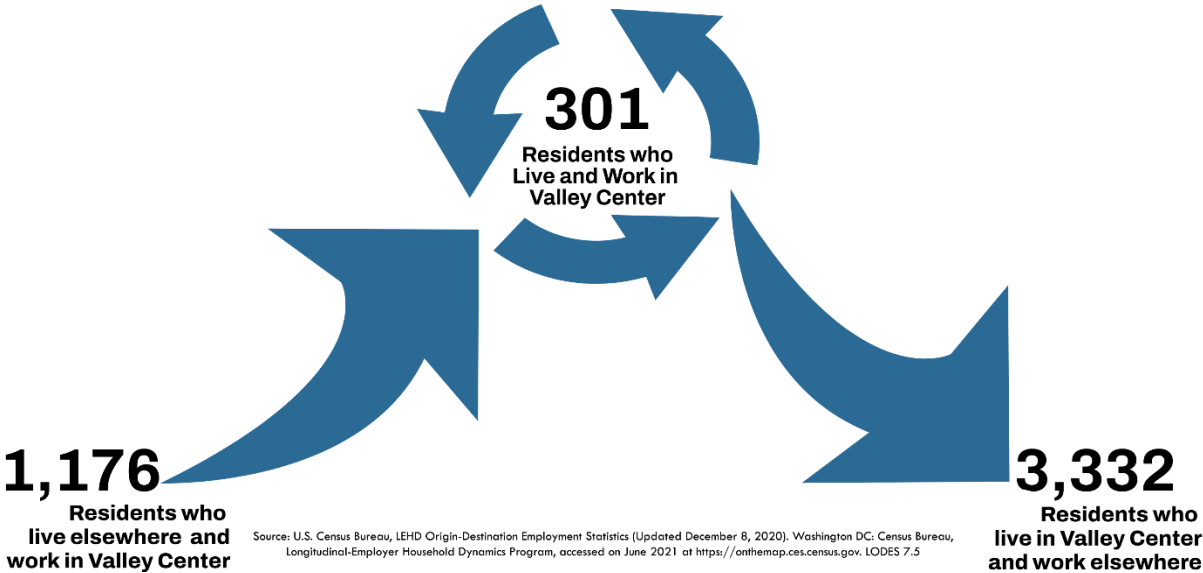 301
Residents who
Live and Work in
Valley Center
1,176
Residents who
live elsewhere and
work in Valley Center
Source: U.S. Census Bureau, LEHD Origin-Destination Employment Statistics (Updated December 8, 2020). Washington DC: Census Bureau,
Longitudinal-Employer Household Dynamics Program, accessed on June 2021 at https://onthemap.ces.census.gov. LODES 7.5
3,332
Residents who
live in Valley Center
and work elsewhere